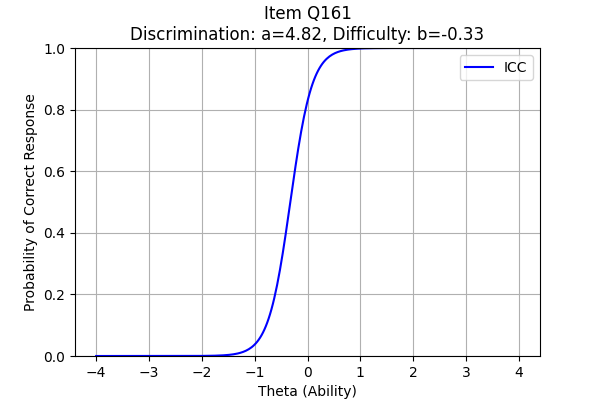 Item Q161
Discrimination: a=4.82, Difficulty: b=-0.33
ICC
Probability of Correct Response
1.0
0.8
0.6
0.4
0.2
0.0
−4 −3 −2 −1 0 1 2 3 4
Theta (Ability)